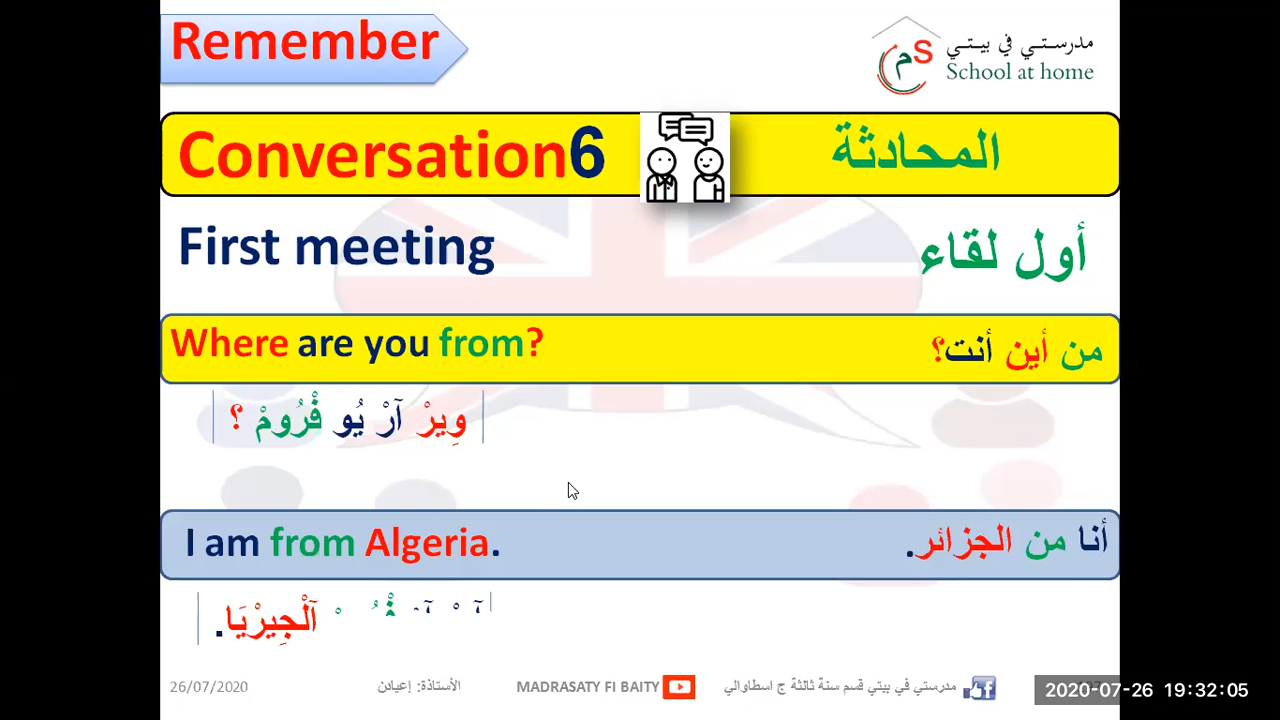 Remember
مدرستي في بيتي
School at home
Conversation6
المحادثة
First meeting
أول لقاء
Where are you from?
من أين أنت؟
وِيرْ آرْ يُو فْرُومْ ؟
I am from Algeria.
أنا من الجزائر.
آلْجِيرْيَا.
26/07/2020
الأستاذة: إعيادن
MADRASATY FI BAITY
مدرستي في بيتي قسم سنة ثالثة ج اسطاوالي
2020-07-26 19:32:05